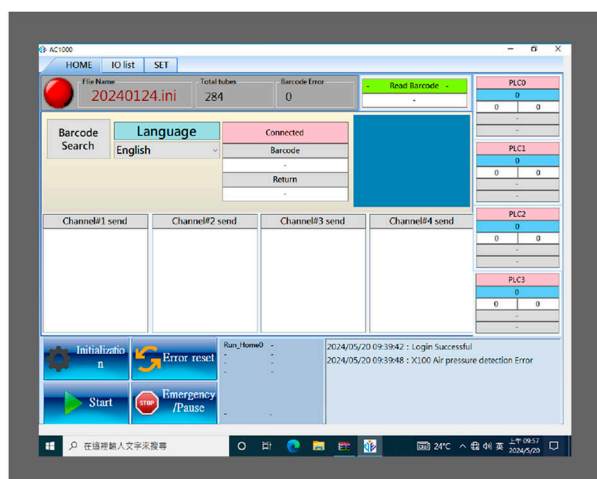 AC1000
HOME IO list SET
File Name Total tubes Barcode Error
20240124.ini 284 0
- Read Barcode -
-
PLC0
0
0 0
-
-
Barcode Search
Language
English
Connected
Barcode
-
Return
-
PLC1
0
0 0
-
-
Channel#1 send Channel#2 send Channel#3 send Channel#4 send
PLC2
0
0 0
-
-
PLC3
0
0 0
-
-
Initializatio
n
Error reset
Start
STOP
Emergency
/Pause
Run_Home0 -
- -
- -
- -
2024/05/20 09:39:42 : Login Successful
2024/05/20 09:39:48 : X100 Air pressure detection Error
在這裡輸入文字來搜尋
24°C
英
上午 09:57
2024/5/20